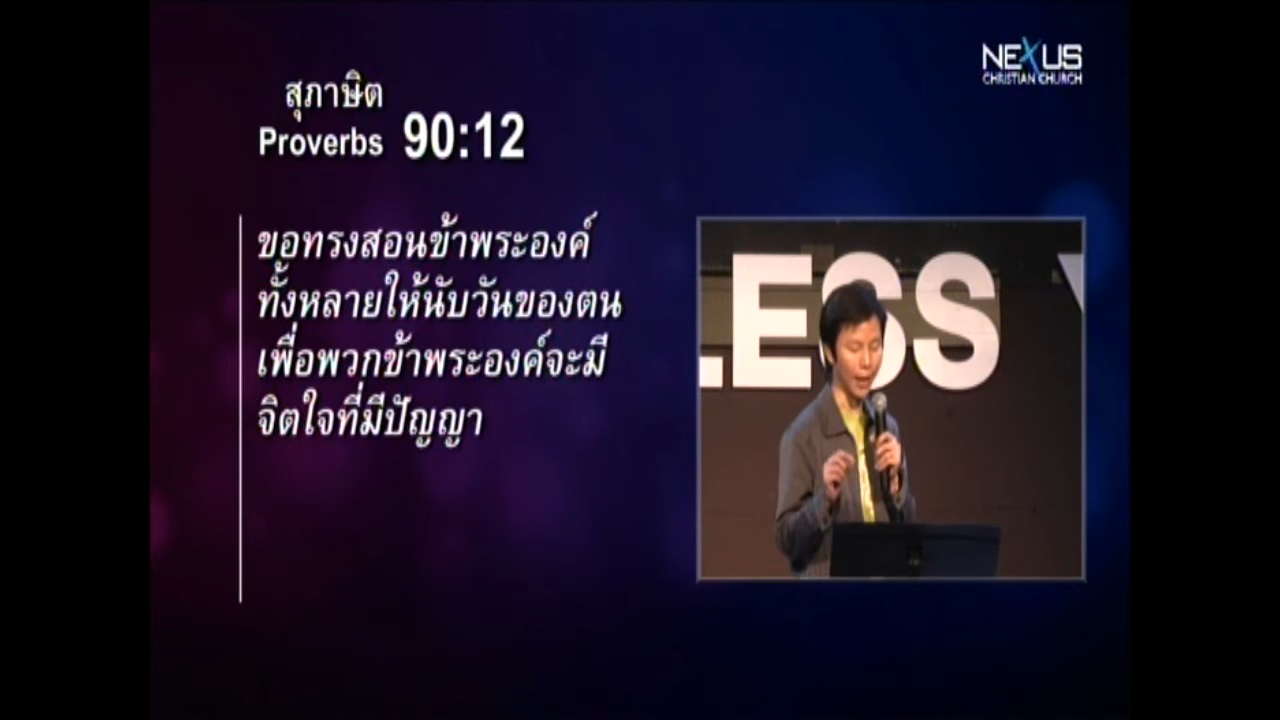 สุภาษิต
Proverbs 90:12
NEXUS
CHRISTIAN CHURCH
ขอทรงสอนข้าพระองค์
ทั้งหลายให้นับวันของตน
เพื่อพวกข้าพระองค์จะมี
จิตใจที่มีปัญญา
LESS